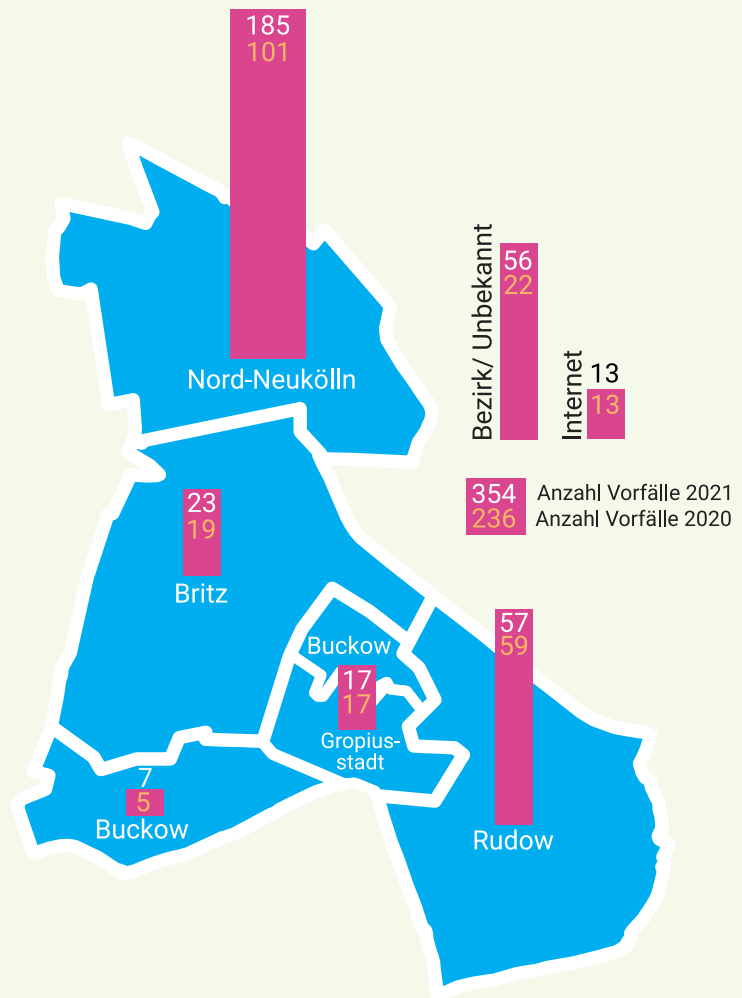 185
101
Nord-Neukölln
Bezirk/ Unbekannt
56
22
Internet
13
13
354 Anzahl Vorfälle 2021
236 Anzahl Vorfälle 2020
23
19
Britz
Buckow
17
17
Gropius-
stadt
57
59
Rudow
7
5
Buckow